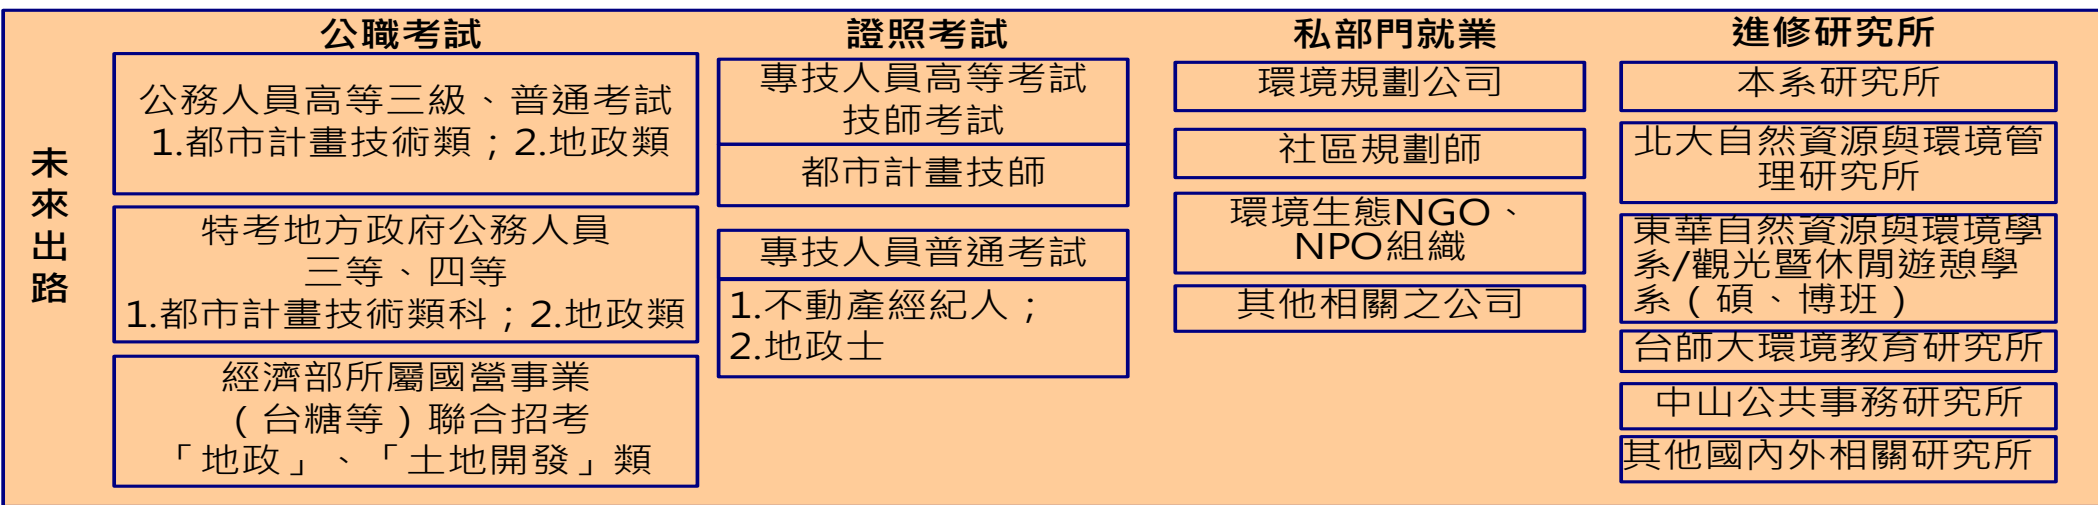 未來出路
公職考試
公務人員高等三級、普通考試
1.都市計畫技術類；2.地政類
特考地方政府公務人員
三等、四等
1.都市計畫技術類科；2.地政類
經濟部所屬國營事業
（台糖等）聯合招考
「地政」、「土地開發」類
證照考試
專技人員高等考試
技師考試
都市計畫技師
專技人員普通考試
1.不動產經紀人；
2.地政士
私部門就業
環境規劃公司
社區規劃師
環境生態NGO、
NPO組織
其他相關之公司
進修研究所
本系研究所
北大自然資源與環境管
理研究所
東華自然資源與環境學
系/觀光暨休閒遊憩學
系（碩、博班）
台師大環境教育研究所
中山公共事務研究所
其他國內外相關研究所